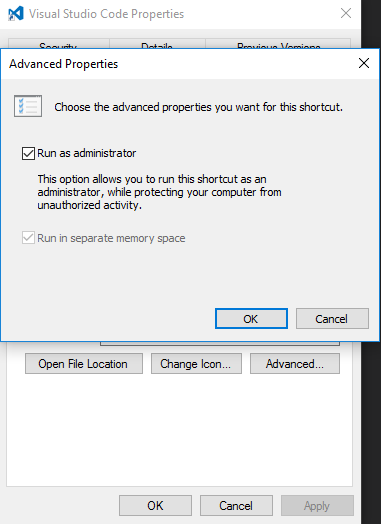 Visual Studio Code Properties
Security Details Previous Versions
Advanced Properties
Choose the advanced properties you want for this shortcut.
Run as administrator
This option allows you to run this shortcut as an
administrator, while protecting your computer from
unauthorized activity.
Run in separate memory space
OK Cancel
Open File Location Change Icon... Advanced...
OK Cancel Apply